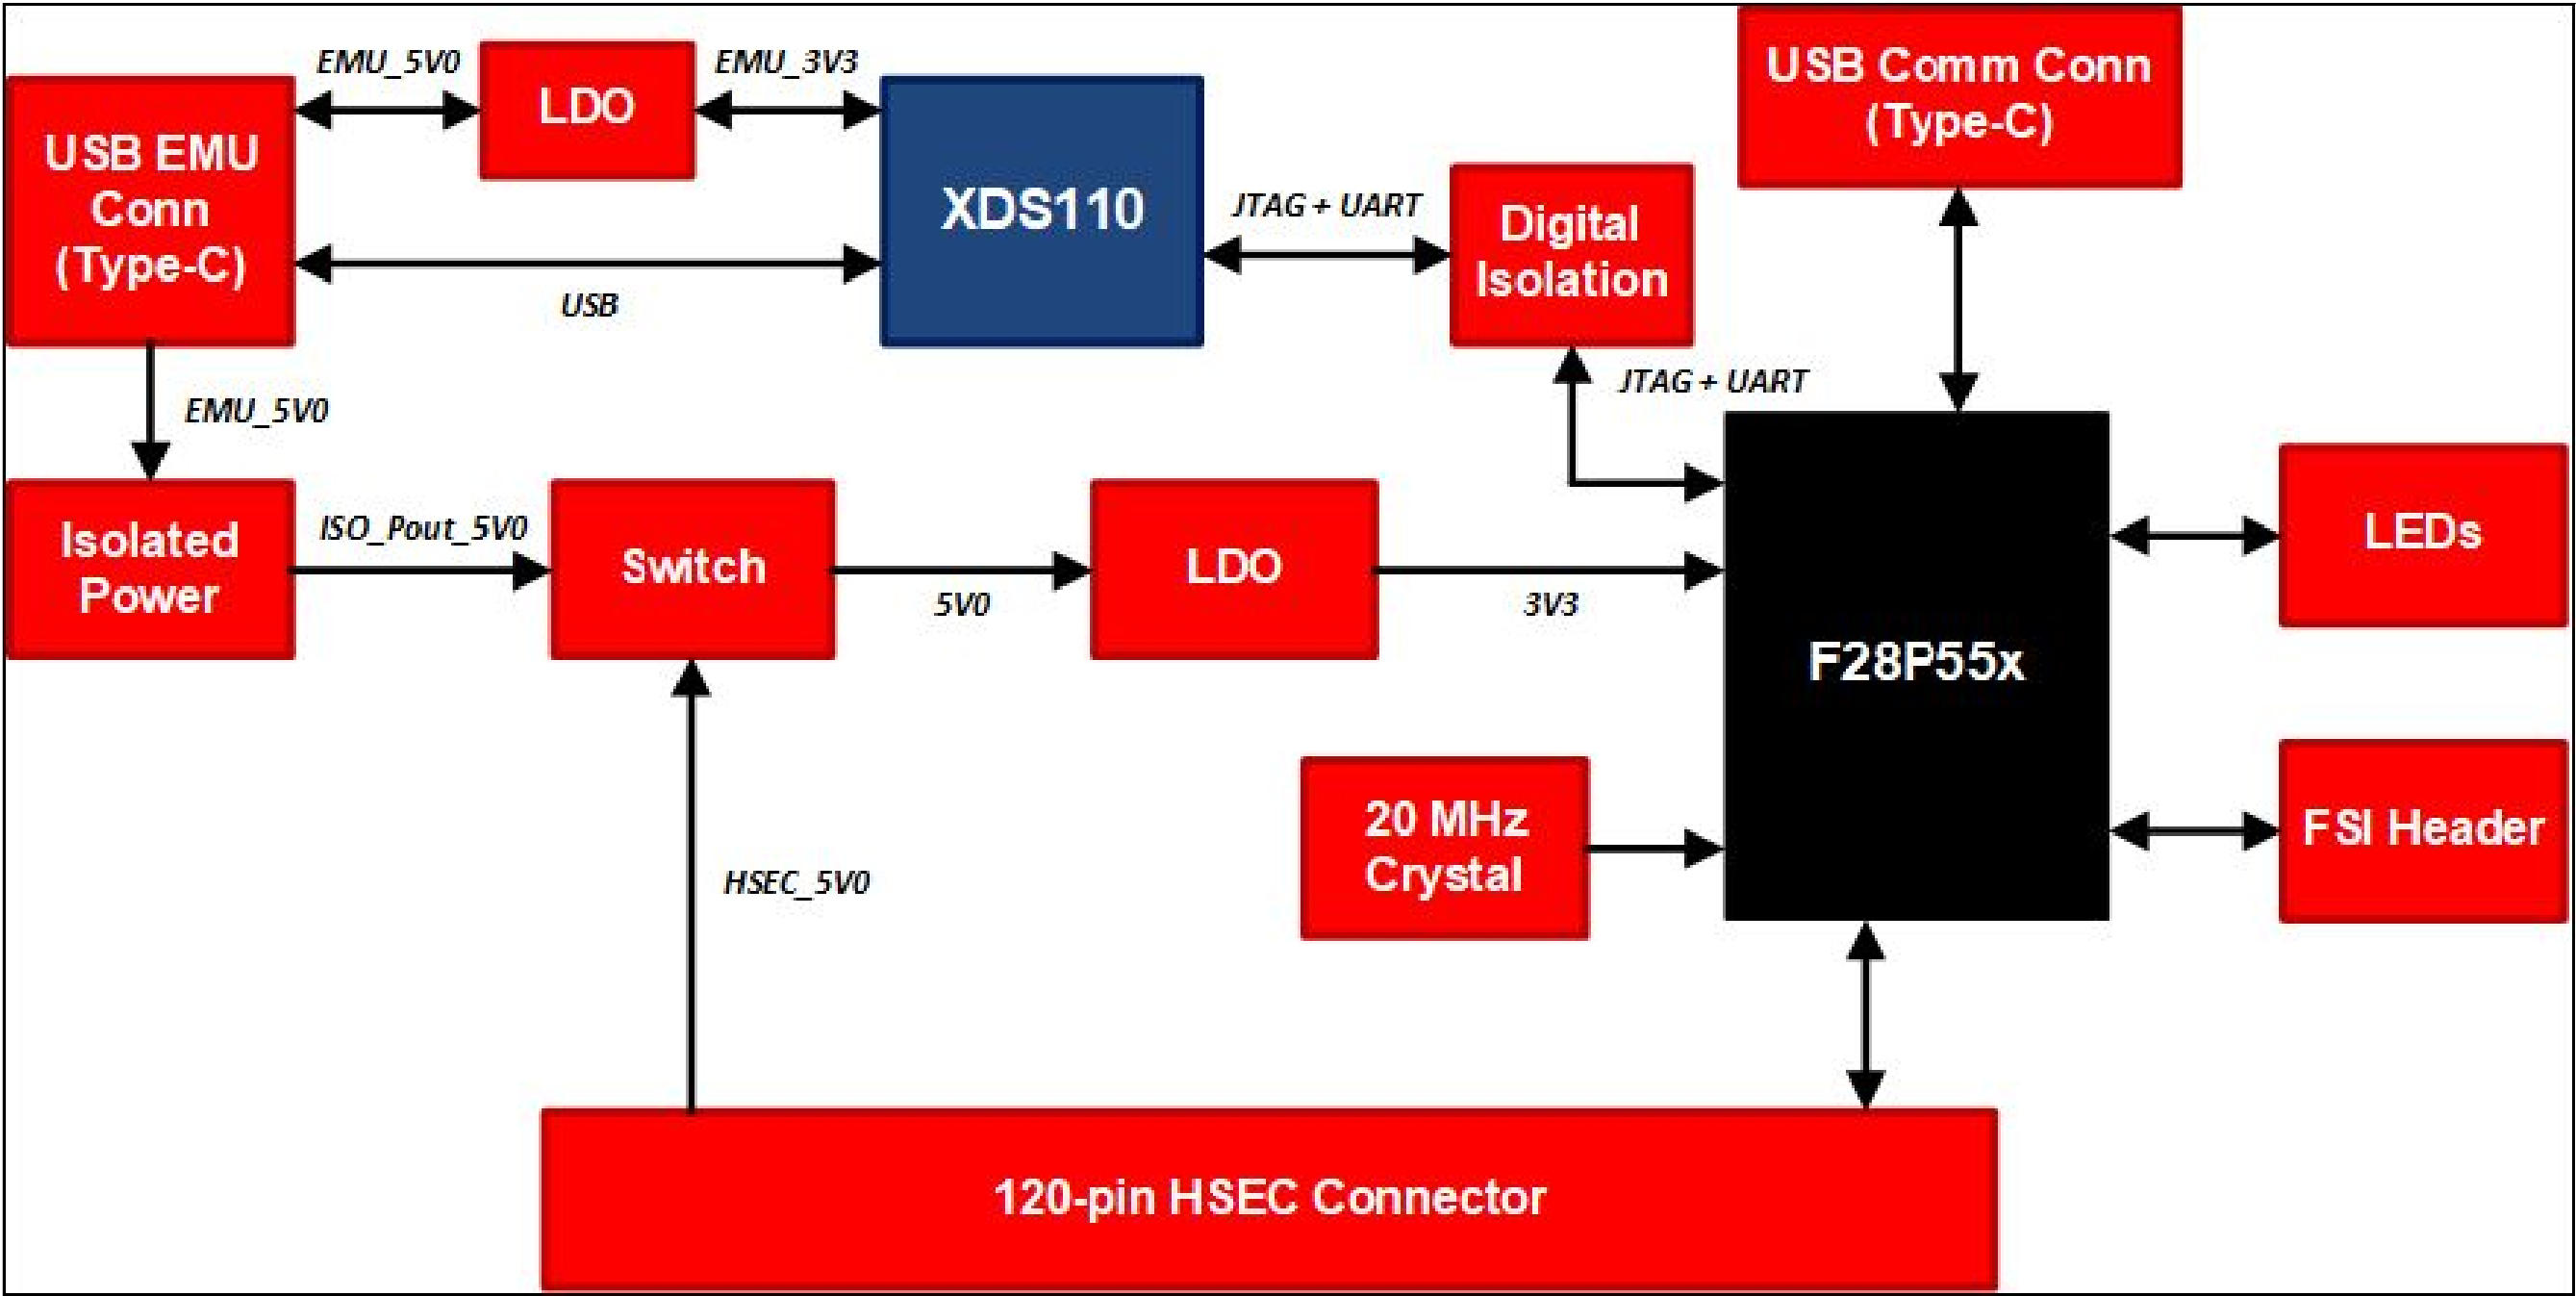 EMU_5V0
LDO
EMU_3V3
USB EMU
Conn
(Type-C)
XDS110
USB
JTAG + UART
Digital
Isolation
USB Comm Conn
(Type-C)
JTAG + UART
EMU_5V0
Isolated
Power
ISO_Pout_5V0
Switch
5V0
LDO
3V3
F28P55x
LEDs
20 MHz
Crystal
FSI Header
HSEC_5V0
120-pin HSEC Connector